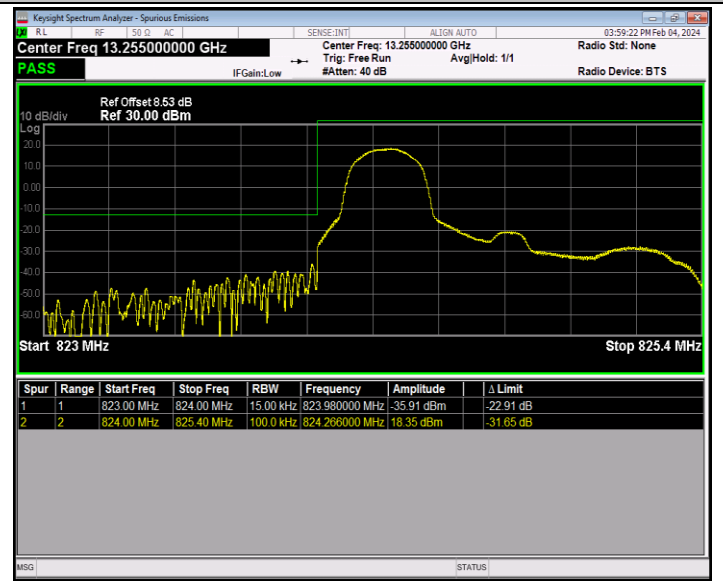 Keysight Spectrum Analyzer - Spurious Emissions
LXI RL RF 50 Ω AC SENSE:INT ALIGN AUTO 03:59:22 PM Feb 04, 2024
Center Freq 13.255000000 GHz Center Freq: 13.255000000 GHz Radio Std: None
Trig: Free Run Avg|Hold: 1/1
PASS IFGain:Low #Atten: 40 dB Radio Device: BTS
Ref Offset 8.53 dB
10 dB/div Ref 30.00 dBm
Log
20.0
10.0
0.00
-10.0
-20.0
-30.0
-40.0
-50.0
-60.0
Start 823 MHz Stop 825.4 MHz
Spur Range Start Freq Stop Freq RBW Frequency Amplitude Δ Limit
1 1 823.00 MHz 824.00 MHz 15.00 kHz 823.980000 MHz -35.91 dBm -22.91 dB
2 2 824.00 MHz 825.40 MHz 100.0 kHz 824.266000 MHz 18.35 dBm -31.65 dB
MSG STATUS